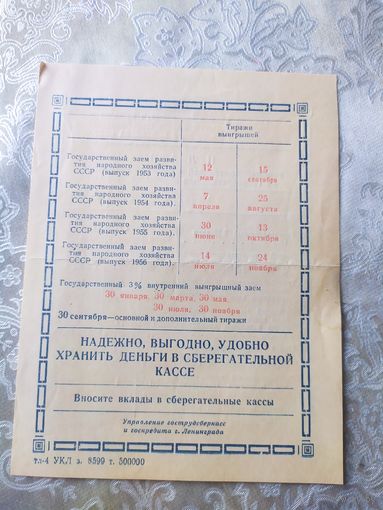 Тиражи
выигрышей
Государственный заем разви-
тия народного хозяйства
СССР (выпуск 1953 года)
12
мая
15
сентября
Государственный заем разви-
тия народного хозяйства
СССР (выпуск 1954 года).
7
апреля
25
августа
Государственный заем разви-
тия народного хозяйства
СССР (выпуск 1955 года).
30
июня
13
октября
Государственный заем разви-
тия народного хозяйства
СССР (выпуск 1956 года)
14
июля
24
ноября
Государственный 3% внутренний выигрышный заем
30 января, 30 марта, 30 мая,
30 июля, 30 ноября
30 сентября—основной и дополнительный тиражи
НАДЕЖНО, ВЫГОДНО, УДОБНО
ХРАНИТЬ ДЕНЬГИ В СБЕРЕГАТЕЛЬНОЙ
КАССЕ
Вносите вклады в сберегательные кассы
Управление гострудсберкасс
и госкредита г. Ленинграда
тл-4 УКЛ з. 8599 т. 500000